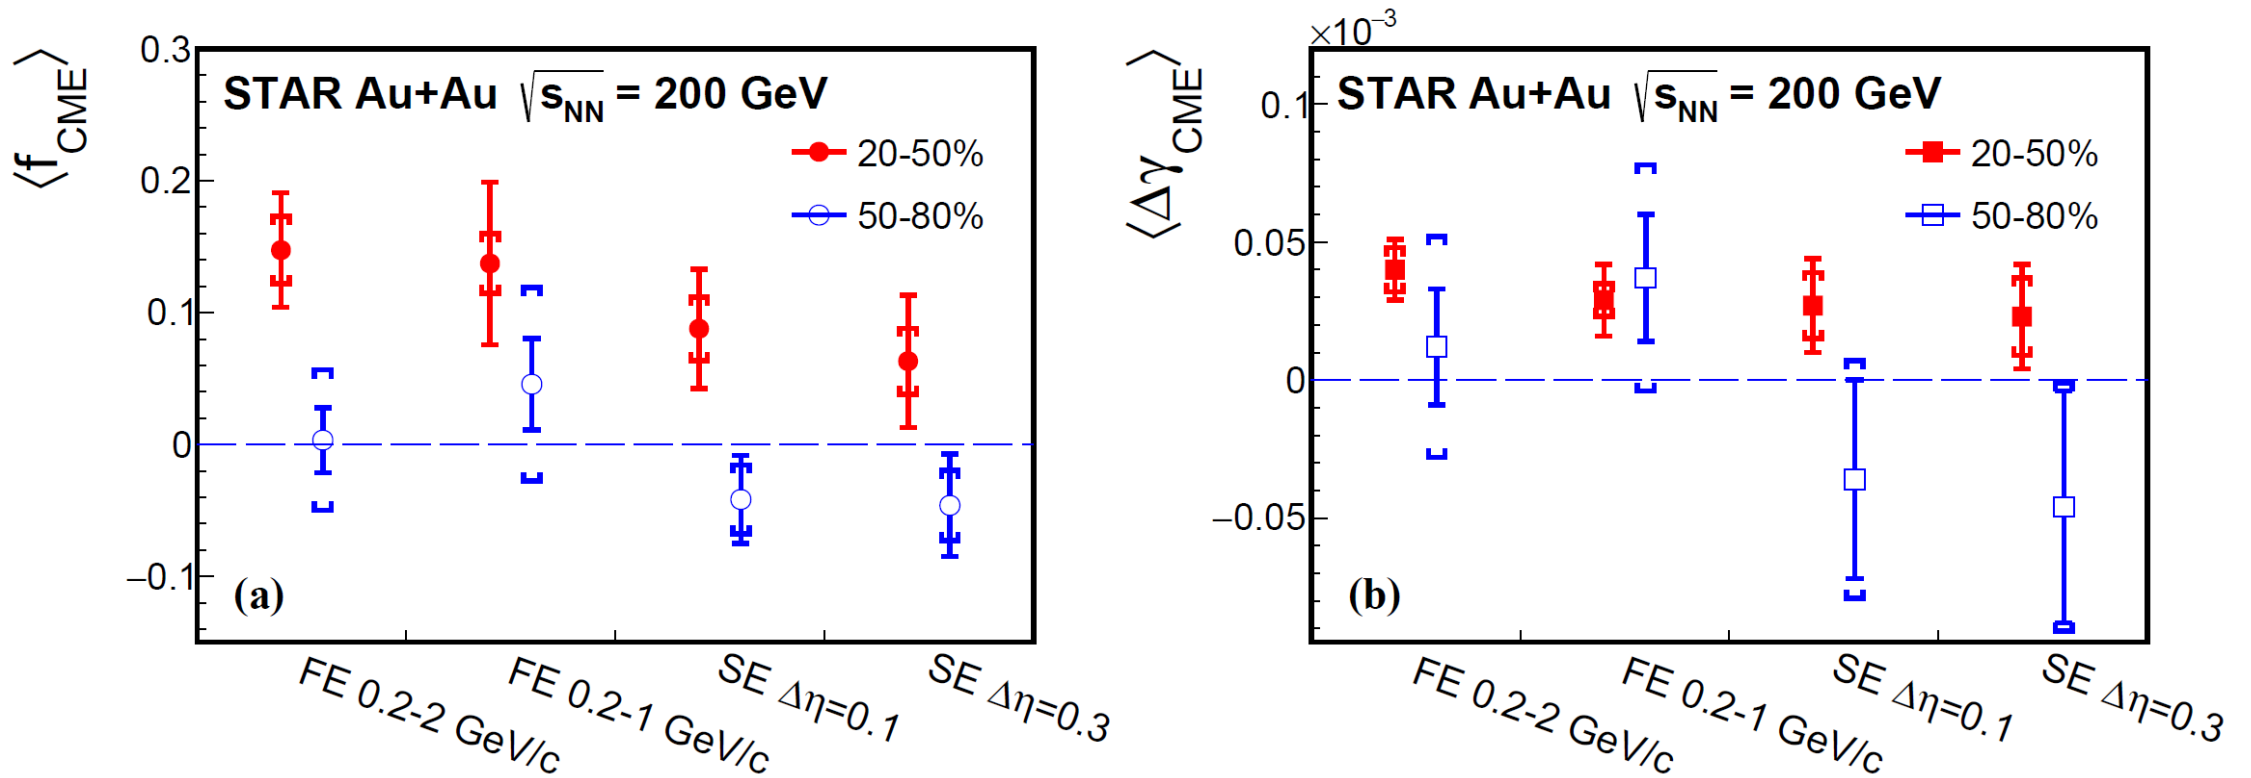 ⟨f_CME⟩
0.3
0.2
0.1
0
−0.1
STAR Au+Au √s_NN = 200 GeV
20-50%
50-80%
(a)
FE 0.2-2 GeV/c
FE 0.2-1 GeV/c
SE Δη=0.1
SE Δη=0.3
⟨Δγ_CME⟩
×10⁻³
0.1
0.05
0
−0.05
STAR Au+Au √s_NN = 200 GeV
20-50%
50-80%
(b)
FE 0.2-2 GeV/c
FE 0.2-1 GeV/c
SE Δη=0.1
SE Δη=0.3